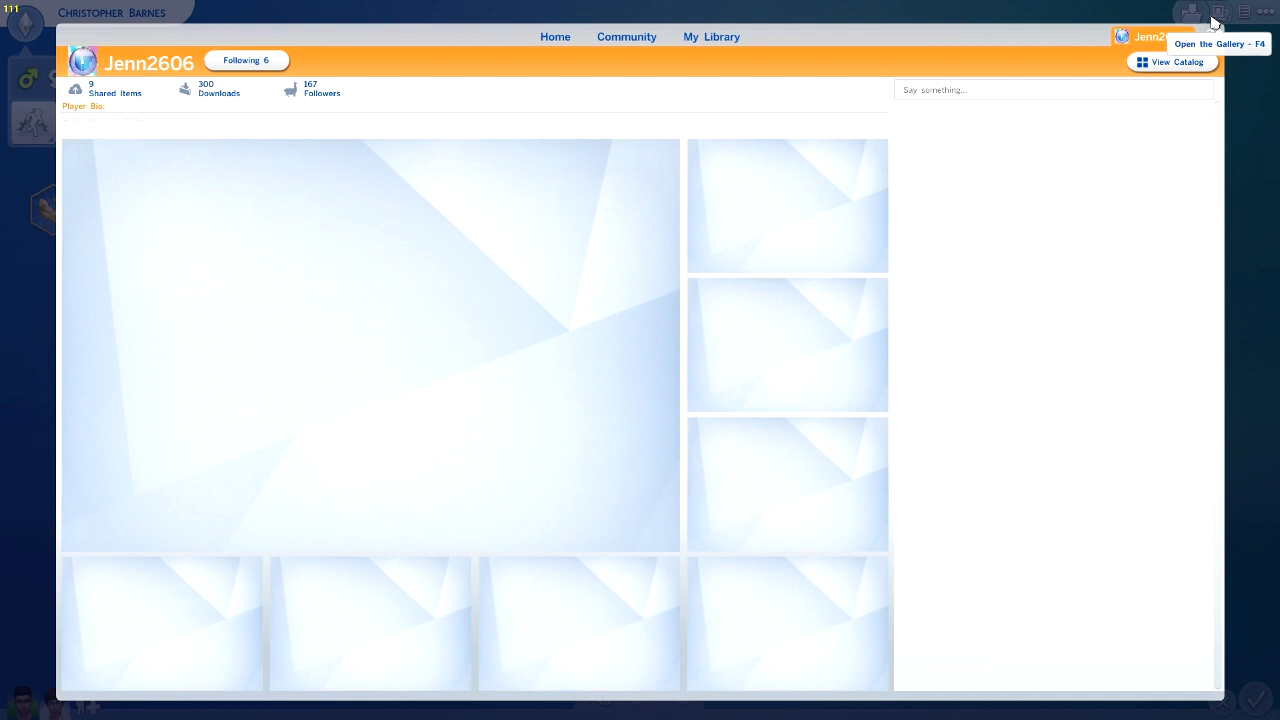 111
CHRISTOPHER BARNES
Home
Community
My Library
Jenn2
Open the Gallery - F4
Jenn2606
Following 6
View Catalog
9
Shared Items
300
Downloads
167
Followers
Say something...
Player Bio: